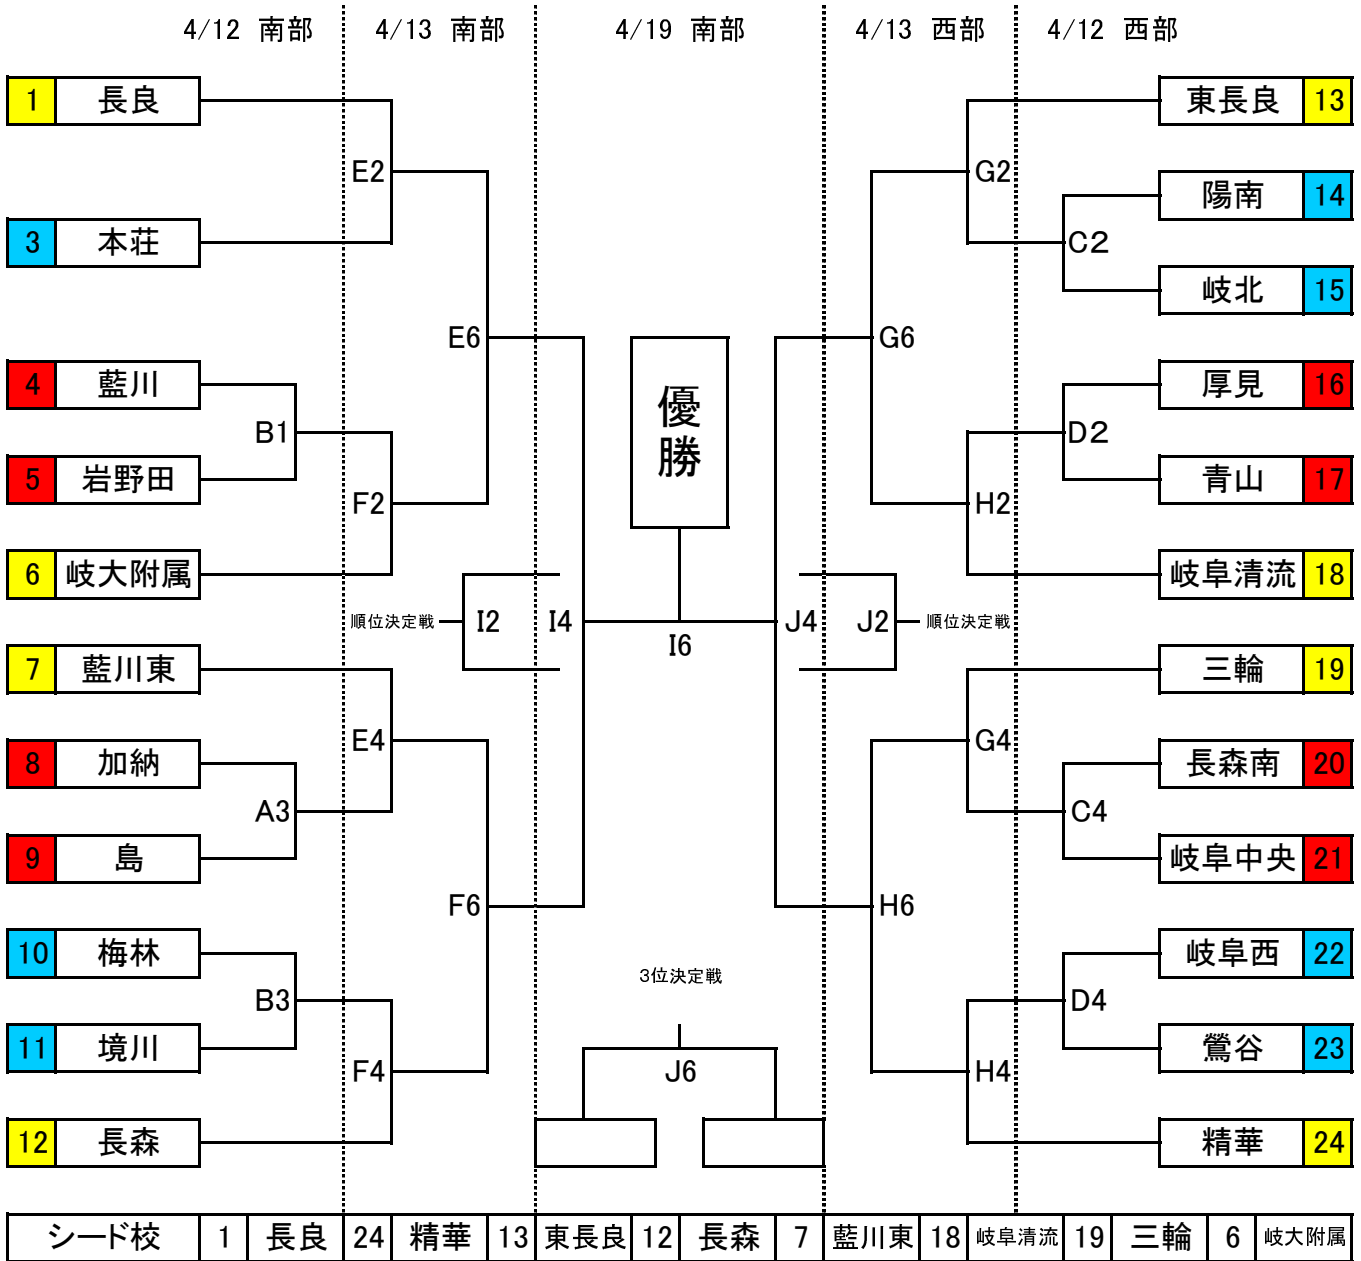 4/12 南部 4/13 南部 4/19 南部 4/13 西部 4/12 西部
1 長良 東長良 13
E2 G2
陽南 14
3 本荘 C2
岐北 15
E6 G6
4 藍川 厚見 16
優勝
B1 D2
5 岩野田 青山 17
F2 H2
6 岐大附属 岐阜清流 18
順位決定戦 I2 I4 J4 J2 順位決定戦
I6
7 藍川東 三輪 19
E4 G4
8 加納 長森南 20
A3 C4
9 島 岐阜中央 21
F6 H6
10 梅林 岐阜西 22
3位決定戦
B3 D4
11 境川 鶯谷 23
F4 J6 H4
12 長森 精華 24
シード校 1 長良 24 精華 13 東長良 12 長森 7 藍川東 18 岐阜清流 19 三輪 6 岐大附属